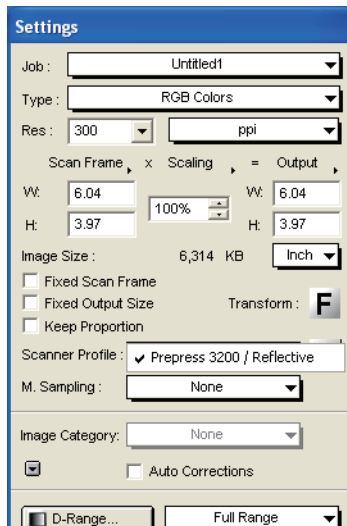 Settings
Job : Untitled1
Type : RGB Colors
Res : 300 ppi
Scan Frame x Scaling = Output
W: 6.04 100% W: 6.04
H: 3.97 H: 3.97
Image Size : 6,314 KB Inch
Fixed Scan Frame
Fixed Output Size Transform : F
Keep Proportion
Scanner Profile : ✔ Prepress 3200 / Reflective
M. Sampling : None
Image Category: None
Auto Corrections
D-Range... Full Range